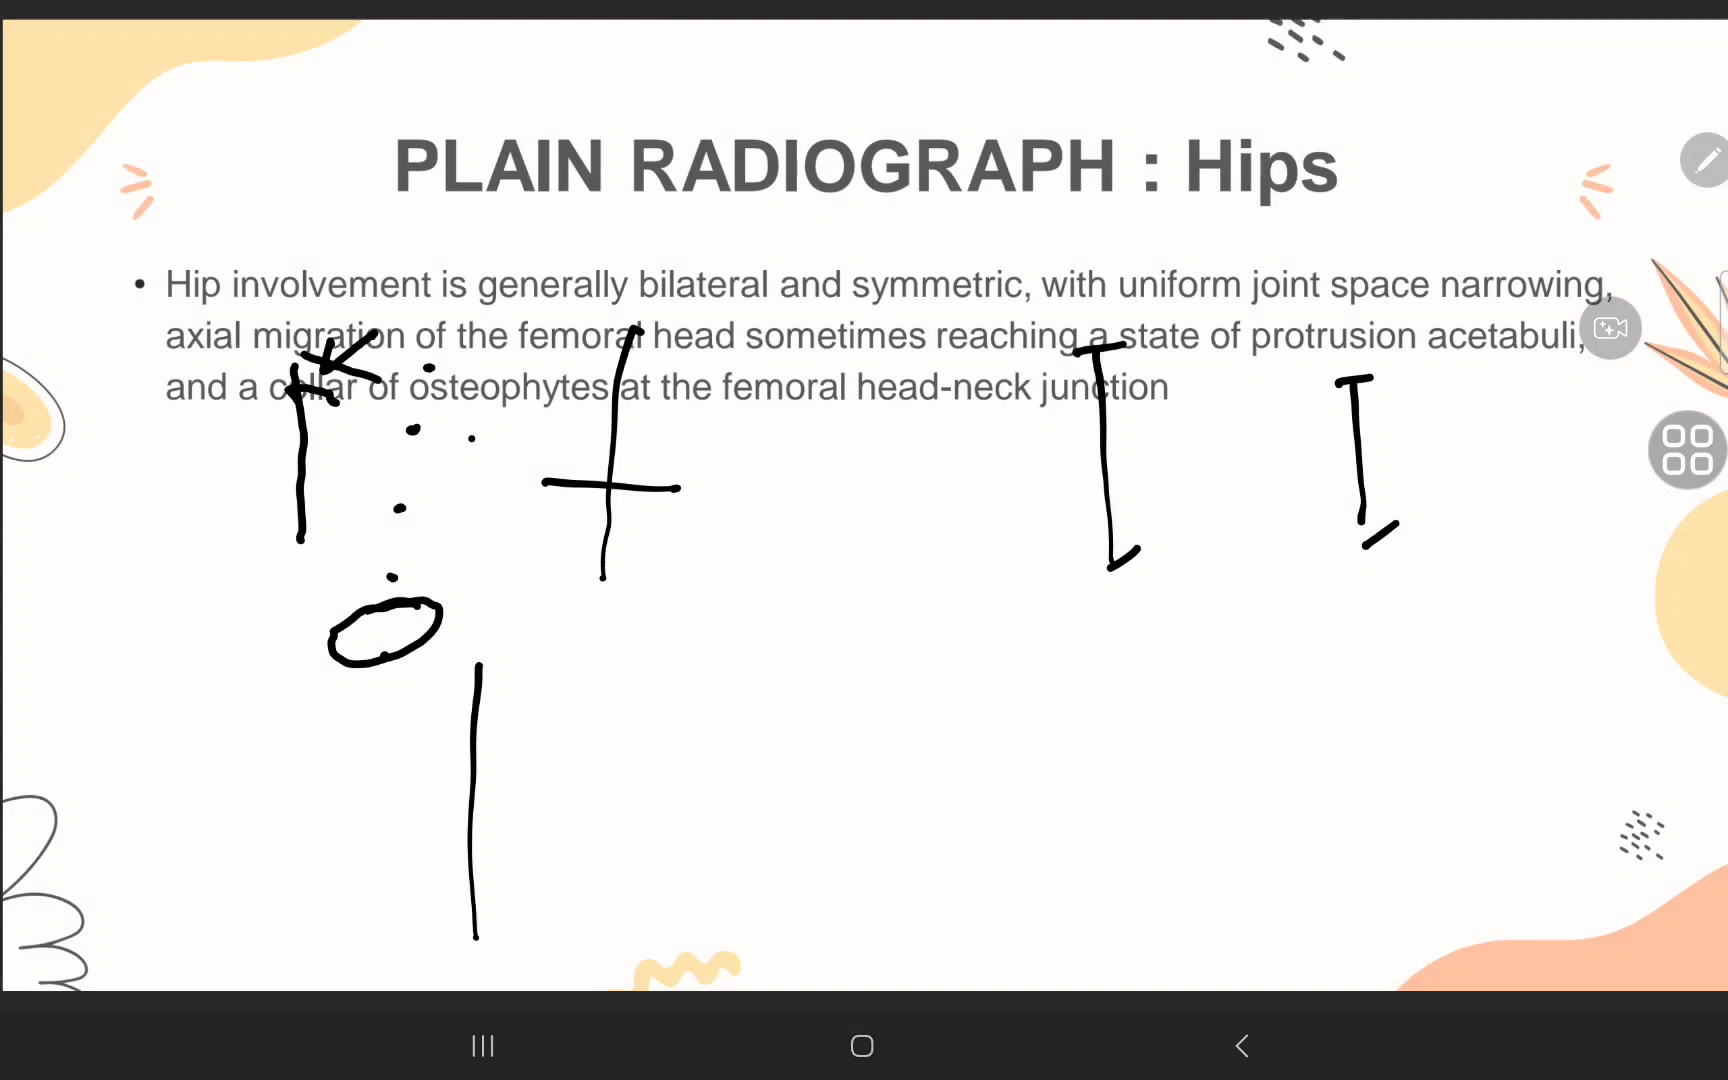 PLAIN RADIOGRAPH : Hips
• Hip involvement is generally bilateral and symmetric, with uniform joint space narrowing,
axial migration of the femoral head sometimes reaching a state of protrusion acetabuli,
and a collar of osteophytes at the femoral head-neck junction